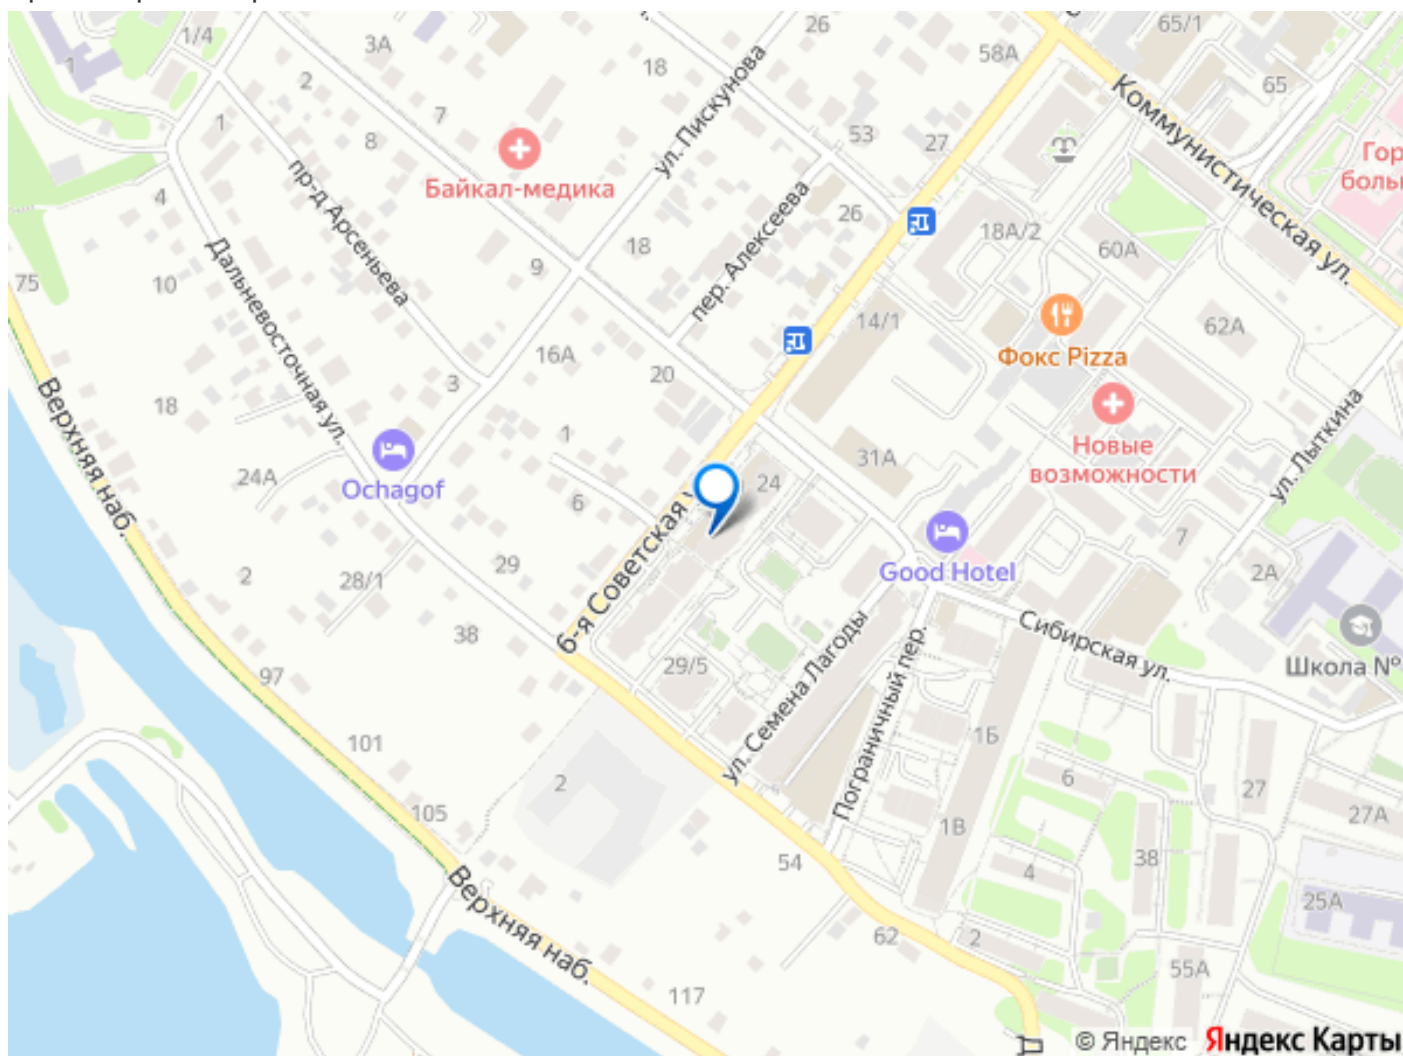 1/4
3А
26
65/1
58А
1
2
18
65
7
ул. Пискунова
Коммунистическая ул.
1
8
53
27
Байкал-медика
Гор
боль
пр-д Арсеньева
4
26
пер. Алексеева
18А/2
60А
Дальневосточная ул.
18
9
75
10
14/1
62А
Фокс Pizza
16А
20
3
Верхняя наб.
18
ул. Лыткина
1
31А
Новые
возможности
24А
Ochagof
24
6
6-я Советская у
7
29
28/1
2
Good Hotel
2А
38
Сибирская ул.
Школа №
97
29/5
ул. Семена Лагоды
Пограничный пер.
101
1Б
2
6
27
105
27А
1В
54
38
4
Верхняя наб.
25А
62
2
55А
117
© Яндекс Яндекс Карты